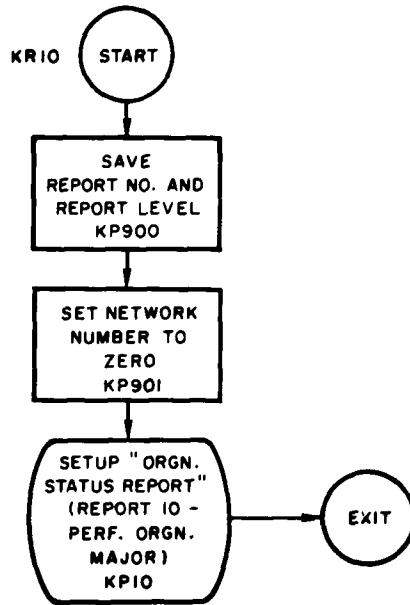 KR10 START
SAVE
REPORT NO. AND
REPORT LEVEL
KP900
SET NETWORK
NUMBER TO
ZERO
KP901
SETUP "ORGN.
STATUS REPORT"
(REPORT 10 -
PERF. ORGN.
MAJOR)
KP10
EXIT